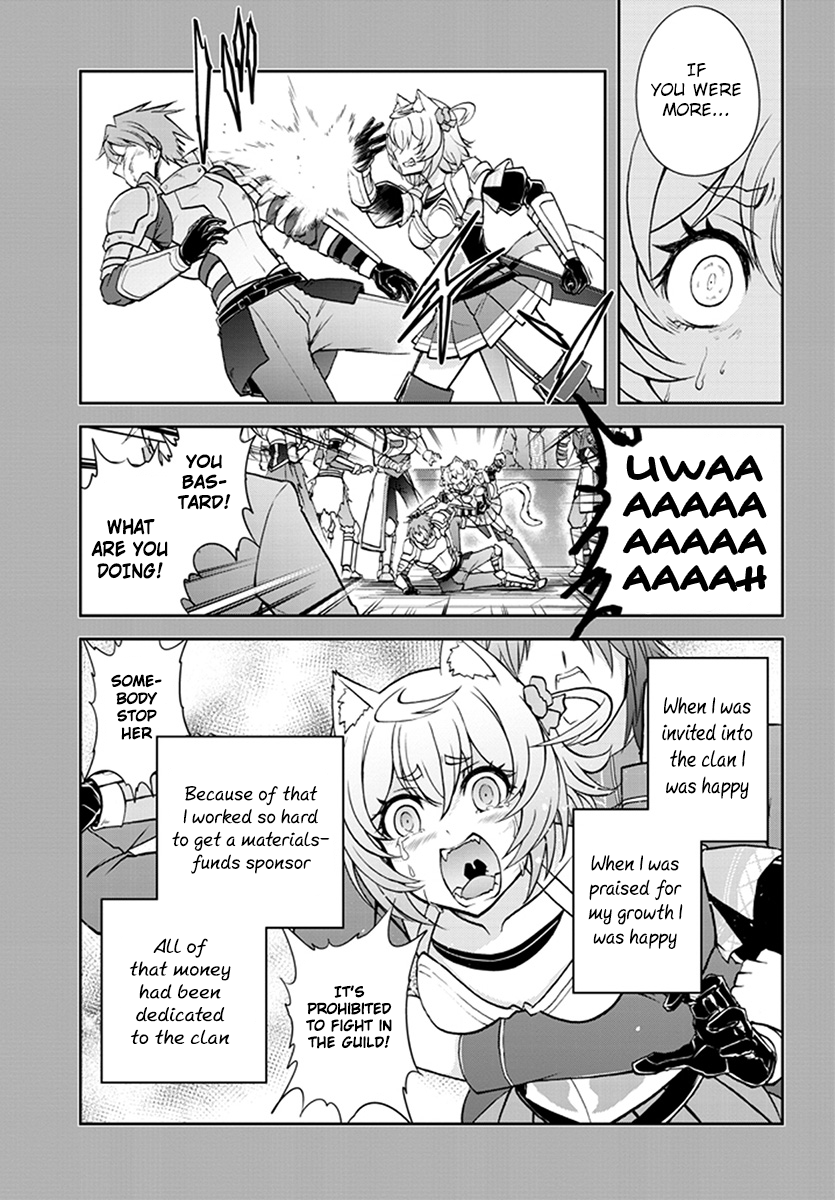 IF
YOU WERE
MORE...
UWAA
AAAAA
AAAAA
AAAAH
YOU
BAS-
TARD!
WHAT
ARE YOU
DOING!
When I was
invited into
the clan I
was happy
When I was
praised for
my growth I
was happy
SOME-
BODY
STOP
HER
Because of that
I worked so hard
to get a materials-
funds sponsor
IT'S
PROHIBITED
TO FIGHT IN
THE GUILD!
All of
that money
had been
dedicated
to the clan